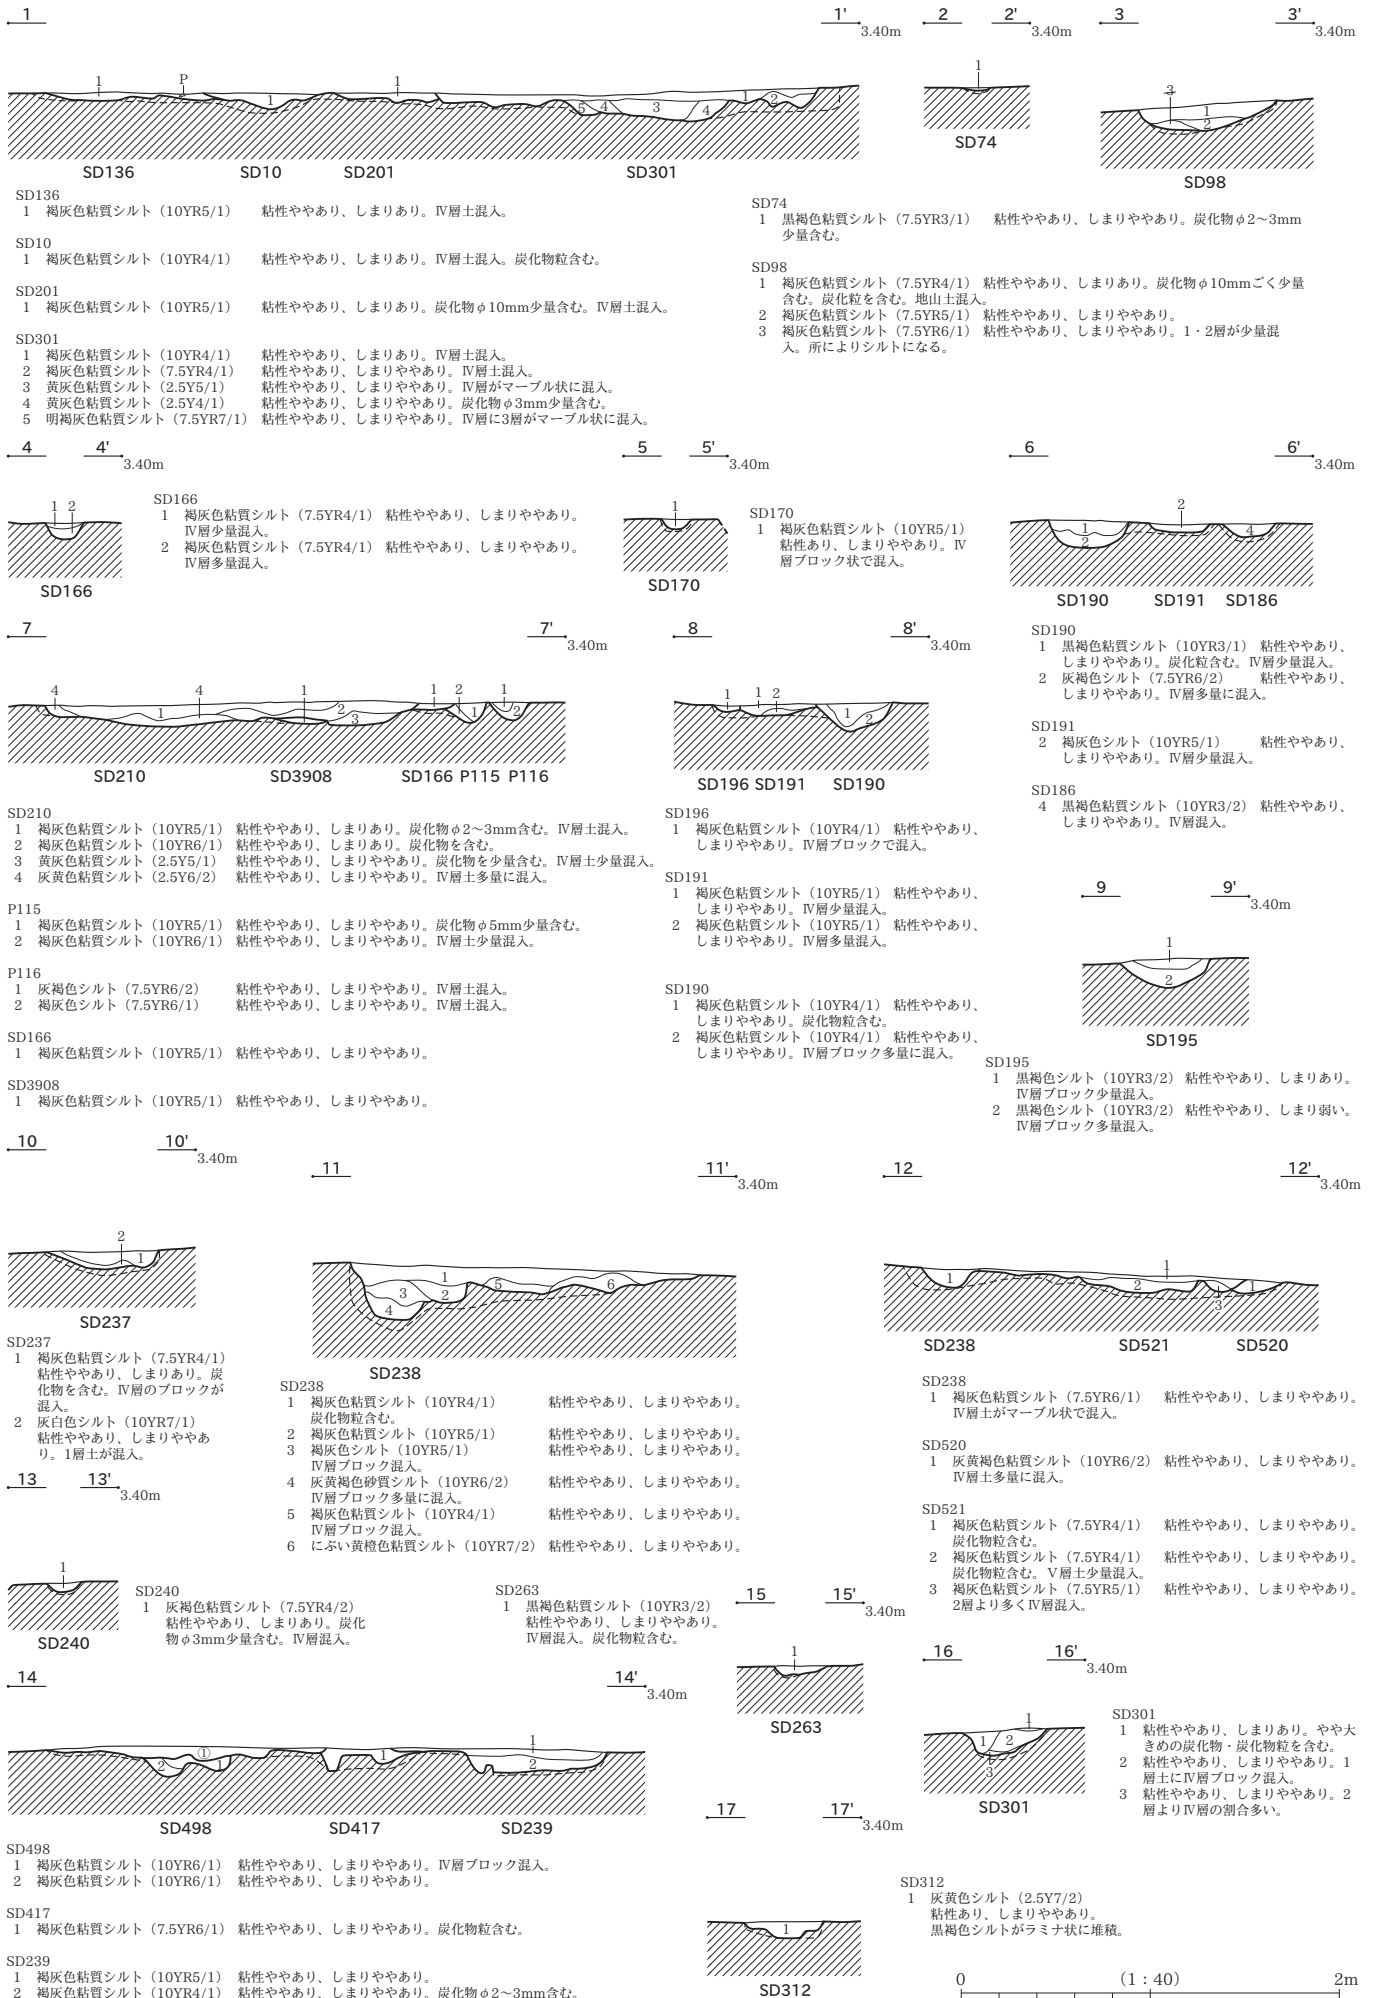 1 1' 3.40m
2 2' 3.40m
3 3' 3.40m
1 P 1 1 5 4 3 4 1 2
SD136 SD10 SD201 SD301
1
SD74
3 1 2
SD98
SD136
1 褐灰色粘質シルト（10YR5/1） 粘性ややあり、しまりあり。Ⅳ層土混入。
SD10
1 褐灰色粘質シルト（10YR4/1） 粘性ややあり、しまりあり。Ⅳ層土混入。炭化物粒含む。
SD201
1 褐灰色粘質シルト（10YR5/1） 粘性ややあり、しまりあり。炭化物φ10mm少量含む。Ⅳ層土混入。
SD301
1 褐灰色粘質シルト（10YR4/1） 粘性ややあり、しまりあり。Ⅳ層土混入。
2 褐灰色粘質シルト（7.5YR4/1） 粘性ややあり、しまりややあり。Ⅳ層土混入。
3 黄灰色粘質シルト（2.5Y5/1） 粘性ややあり、しまりややあり。Ⅳ層がマーブル状に混入。
4 黄灰色粘質シルト（2.5Y4/1） 粘性ややあり、しまりややあり。炭化物φ3mm少量含む。
5 明褐灰色粘質シルト（7.5YR7/1） 粘性ややあり、しまりややあり。Ⅳ層に3層がマーブル状に混入。
SD74
1 黒褐色粘質シルト（7.5YR3/1） 粘性ややあり、しまりややあり。炭化物φ2～3mm
少量含む。
SD98
1 褐灰色粘質シルト（7.5YR4/1） 粘性ややあり、しまりあり。炭化物φ10mmごく少量
含む。炭化粒を含む。地山土混入。
2 褐灰色粘質シルト（7.5YR5/1） 粘性ややあり、しまりややあり。
3 褐灰色粘質シルト（7.5YR6/1） 粘性ややあり、しまりややあり。1・2層が少量混
入。所によりシルトになる。
4 4' 3.40m
1 2
SD166
SD166
1 褐灰色粘質シルト（7.5YR4/1） 粘性ややあり、しまりややあり。
Ⅳ層少量混入。
2 褐灰色粘質シルト（7.5YR4/1） 粘性ややあり、しまりややあり。
Ⅳ層多量混入。
5 5' 3.40m
1
SD170
SD170
1 褐灰色粘質シルト（10YR5/1）
粘性あり、しまりややあり。Ⅳ
層ブロック状で混入。
6 6' 3.40m
1 2 2 4
SD190 SD191 SD186
SD190
1 黒褐色粘質シルト（10YR3/1） 粘性ややあり、
しまりややあり。炭化粒含む。Ⅳ層少量混入。
2 灰褐色シルト（7.5YR6/2） 粘性ややあり、
しまりややあり。Ⅳ層多量に混入。
SD191
2 褐灰色シルト（10YR5/1） 粘性ややあり、
しまりややあり。Ⅳ層少量混入。
SD186
4 黒褐色粘質シルト（10YR3/2） 粘性ややあり、
しまりややあり。Ⅳ層混入。
7 7' 3.40m
4 1 4 1 2 3 1 2 1 1 2
SD210 SD3908 SD166 P115 P116
SD210
1 褐灰色粘質シルト（10YR5/1） 粘性ややあり、しまりあり。炭化物φ2～3mm含む。Ⅳ層土混入。
2 褐灰色粘質シルト（10YR6/1） 粘性ややあり、しまりあり。炭化物を含む。
3 黄灰色粘質シルト（2.5Y5/1） 粘性ややあり、しまりややあり。炭化物を少量含む。Ⅳ層土少量混入。
4 灰黄色粘質シルト（2.5Y6/2） 粘性ややあり、しまりややあり。Ⅳ層土多量に混入。
P115
1 褐灰色粘質シルト（10YR5/1） 粘性ややあり、しまりややあり。炭化物φ5mm少量含む。
2 褐灰色粘質シルト（10YR6/1） 粘性ややあり、しまりややあり。Ⅳ層土少量混入。
P116
1 灰褐色シルト（7.5YR6/2） 粘性ややあり、しまりややあり。Ⅳ層土混入。
2 褐灰色粘質シルト（7.5YR6/1） 粘性ややあり、しまりややあり。Ⅳ層土混入。
SD166
1 褐灰色粘質シルト（10YR5/1） 粘性ややあり、しまりややあり。
SD3908
1 褐灰色粘質シルト（10YR5/1） 粘性ややあり、しまりややあり。
8 8' 3.40m
1 1 2 1 2
SD196 SD191 SD190
SD196
1 褐灰色粘質シルト（10YR4/1） 粘性ややあり、
しまりややあり。Ⅳ層ブロックで混入。
SD191
1 褐灰色粘質シルト（10YR5/1） 粘性ややあり、
しまりややあり。Ⅳ層少量混入。
2 褐灰色粘質シルト（10YR5/1） 粘性ややあり、
しまりややあり。Ⅳ層多量混入。
SD190
1 褐灰色粘質シルト（10YR4/1） 粘性ややあり、
しまりややあり。炭化物粒含む。
2 褐灰色粘質シルト（10YR4/1） 粘性ややあり、
しまりややあり。Ⅳ層ブロック多量に混入。
9 9' 3.40m
1 2
SD195
SD195
1 黒褐色シルト（10YR3/2） 粘性ややあり、しまりあり。
Ⅳ層ブロック少量混入。
2 黒褐色シルト（10YR3/2） 粘性ややあり、しまり弱い。
Ⅳ層ブロック多量混入。
10 10' 3.40m
2 1
SD237
SD237
1 褐灰色粘質シルト（7.5YR4/1）
粘性ややあり、しまりあり。炭
化物を含む。Ⅳ層のブロックが
混入。
2 灰白色シルト（10YR7/1）
粘性ややあり、しまりややあ
り。1層土が混入。
11 11' 3.40m
1 3 2 4 5 6
SD238
SD238
1 褐灰色粘質シルト（10YR4/1） 粘性ややあり、しまりややあり。
炭化物粒含む。
2 褐灰色粘質シルト（10YR5/1） 粘性ややあり、しまりややあり。
3 褐灰色シルト（10YR5/1） 粘性ややあり、しまりややあり。
Ⅳ層ブロック混入。
4 灰黄褐色砂質シルト（10YR6/2） 粘性ややあり、しまりややあり。
Ⅳ層ブロック多量に混入。
5 褐灰色粘質シルト（10YR4/1） 粘性ややあり、しまりややあり。
Ⅳ層ブロック混入。
6 にぶい黄橙色粘質シルト（10YR7/2） 粘性ややあり、しまりややあり。
12 12' 3.40m
1 2 1 3 1
SD238 SD521 SD520
SD238
1 褐灰色粘質シルト（7.5YR6/1） 粘性ややあり、しまりややあり。
Ⅳ層土がマーブル状で混入。
SD520
1 灰黄褐色粘質シルト（10YR6/2） 粘性ややあり、しまりややあり。
Ⅳ層土多量に混入。
SD521
1 褐灰色粘質シルト（7.5YR4/1） 粘性ややあり、しまりややあり。
炭化物粒含む。
2 褐灰色粘質シルト（7.5YR4/1） 粘性ややあり、しまりややあり。
炭化物粒含む。Ⅴ層土少量混入。
3 褐灰色粘質シルト（7.5YR5/1） 粘性ややあり、しまりややあり。
2層より多くⅣ層混入。
13 13' 3.40m
1
SD240
SD240
1 灰褐色粘質シルト（7.5YR4/2）
粘性ややあり、しまりあり。炭化
物φ3mm少量含む。Ⅳ層混入。
SD263
1 黒褐色粘質シルト（10YR3/2）
粘性ややあり、しまりややあり。
Ⅳ層混入。炭化物粒含む。
15 15' 3.40m
1
SD263
14 14' 3.40m
① 2 1 1 1 2
SD498 SD417 SD239
SD498
1 褐灰色粘質シルト（10YR6/1） 粘性ややあり、しまりややあり。Ⅳ層ブロック混入。
2 褐灰色粘質シルト（10YR6/1） 粘性ややあり、しまりややあり。
SD417
1 褐灰色粘質シルト（7.5YR6/1） 粘性ややあり、しまりややあり。炭化物粒含む。
SD239
1 褐灰色粘質シルト（10YR5/1） 粘性ややあり、しまりややあり。
2 褐灰色粘質シルト（10YR4/1） 粘性ややあり、しまりややあり。炭化物φ2～3mm含む。
16 16' 3.40m
1 1 2 3
SD301
SD301
1 粘性ややあり、しまりあり。やや大
きめの炭化物・炭化物粒を含む。
2 粘性ややあり、しまりややあり。1
層土にⅣ層ブロック混入。
3 粘性ややあり、しまりややあり。2
層よりⅣ層の割合多い。
17 17' 3.40m
1
SD312
SD312
1 灰黄色シルト（2.5Y7/2）
粘性あり、しまりややあり。
黒褐色シルトがラミナ状に堆積。
0 （1：40） 2m